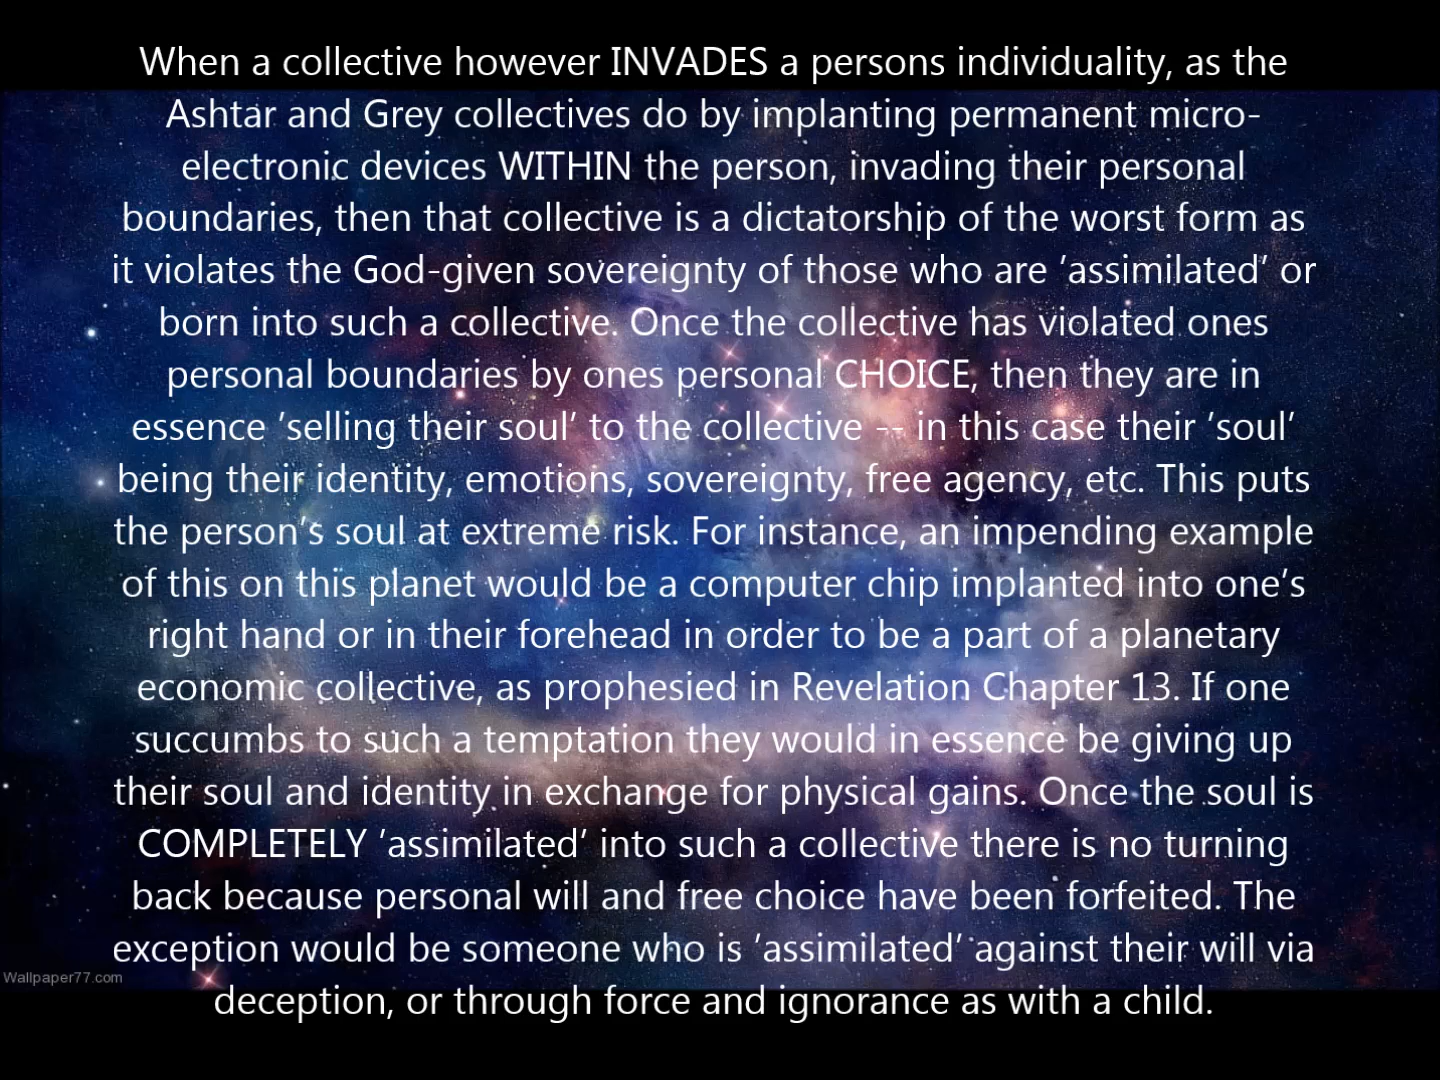 When a collective however INVADES a persons individuality, as the
Ashtar and Grey collectives do by implanting permanent micro-
electronic devices WITHIN the person, invading their personal
boundaries, then that collective is a dictatorship of the worst form as
it violates the God-given sovereignty of those who are ‘assimilated’ or
born into such a collective. Once the collective has violated ones
personal boundaries by ones personal CHOICE, then they are in
essence ‘selling their soul’ to the collective -- in this case their ‘soul’
being their identity, emotions, sovereignty, free agency, etc. This puts
the person’s soul at extreme risk. For instance, an impending example
of this on this planet would be a computer chip implanted into one’s
right hand or in their forehead in order to be a part of a planetary
economic collective, as prophesied in Revelation Chapter 13. If one
succumbs to such a temptation they would in essence be giving up
their soul and identity in exchange for physical gains. Once the soul is
COMPLETELY ‘assimilated’ into such a collective there is no turning
back because personal will and free choice have been forfeited. The
exception would be someone who is ‘assimilated’ against their will via
Wallpaper77.com
deception, or through force and ignorance as with a child.